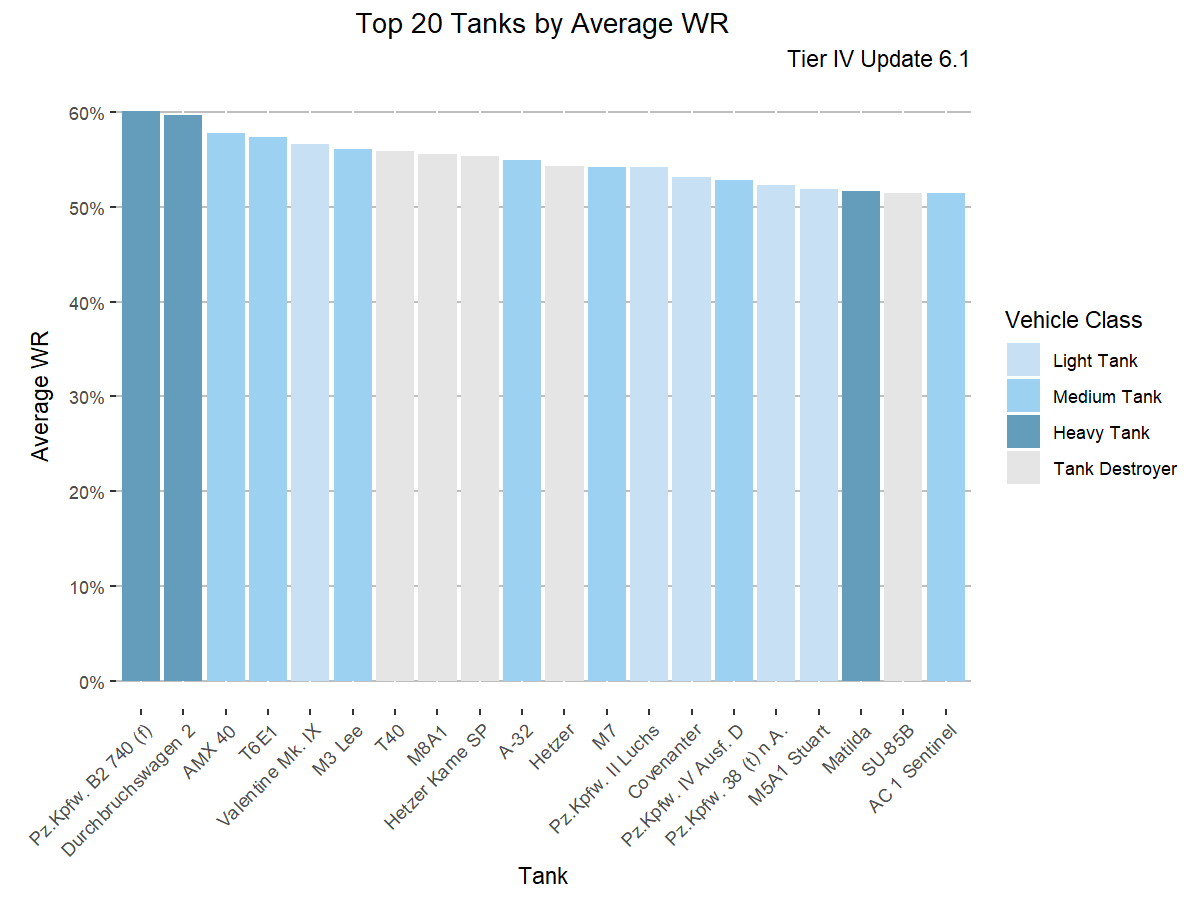 Top 20 Tanks by Average WR
Tier IV Update 6.1
Average WR
60%
50%
40%
30%
20%
10%
0%
Pz.Kpfw. B2 740 (f)
Durchbruchswagen 2
AMX 40
T6E1
Valentine Mk. IX
M3 Lee
T40
M8A1
Hetzer Kame SP
A-32
Hetzer
M7
Pz.Kpfw. II Luchs
Covenanter
Pz.Kpfw. IV Ausf. D
Pz.Kpfw. 38 (t) n.A.
M5A1 Stuart
Matilda
SU-85B
AC 1 Sentinel
Tank
Vehicle Class
Light Tank
Medium Tank
Heavy Tank
Tank Destroyer